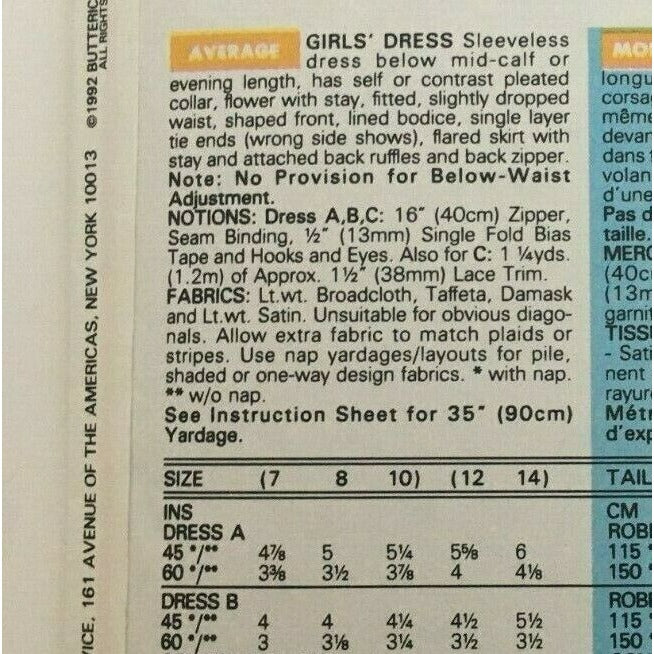 ©1992 BUTTERIC
ALL RIGHTS
VICE, 161 AVENUE OF THE AMERICAS, NEW YORK 10013
AVERAGE
GIRLS' DRESS Sleeveless
dress below mid-calf or
evening length, has self or contrast pleated
collar, flower with stay, fitted, slightly dropped
waist, shaped front, lined bodice, single layer
tie ends (wrong side shows), flared skirt with
stay and attached back ruffles and back zipper.
Note: No Provision for Below-Waist
Adjustment.
NOTIONS: Dress A,B,C: 16" (40cm) Zipper,
Seam Binding, ½" (13mm) Single Fold Bias
Tape and Hooks and Eyes. Also for C: 1 ¼yds.
(1.2m) of Approx. 1½" (38mm) Lace Trim.
FABRICS: Lt.wt. Broadcloth, Taffeta, Damask
and Lt.wt. Satin. Unsuitable for obvious diago-
nals. Allow extra fabric to match plaids or
stripes. Use nap yardages/layouts for pile,
shaded or one-way design fabrics. * with nap.
** w/o nap.
See Instruction Sheet for 35" (90cm)
Yardage.
SIZE (7 8 10) (12 14)
INS
DRESS A
45 */** 4⅞ 5 5¼ 5⅝ 6
60 */** 3⅜ 3½ 3⅞ 4 4⅛
DRESS B
45 */** 4 4 4¼ 4½ 5½
60 */** 3 3⅛ 3¼ 3½ 3½
MO
longu
corsa
même
devan
dans
volan
d'une
Pas d
taille.
MERC
(40c
(13m
garnit
TISSU
- Sati
nent
rayur
Métr
d'exp
TAIL
CM
ROB
115
150
ROB
115
150